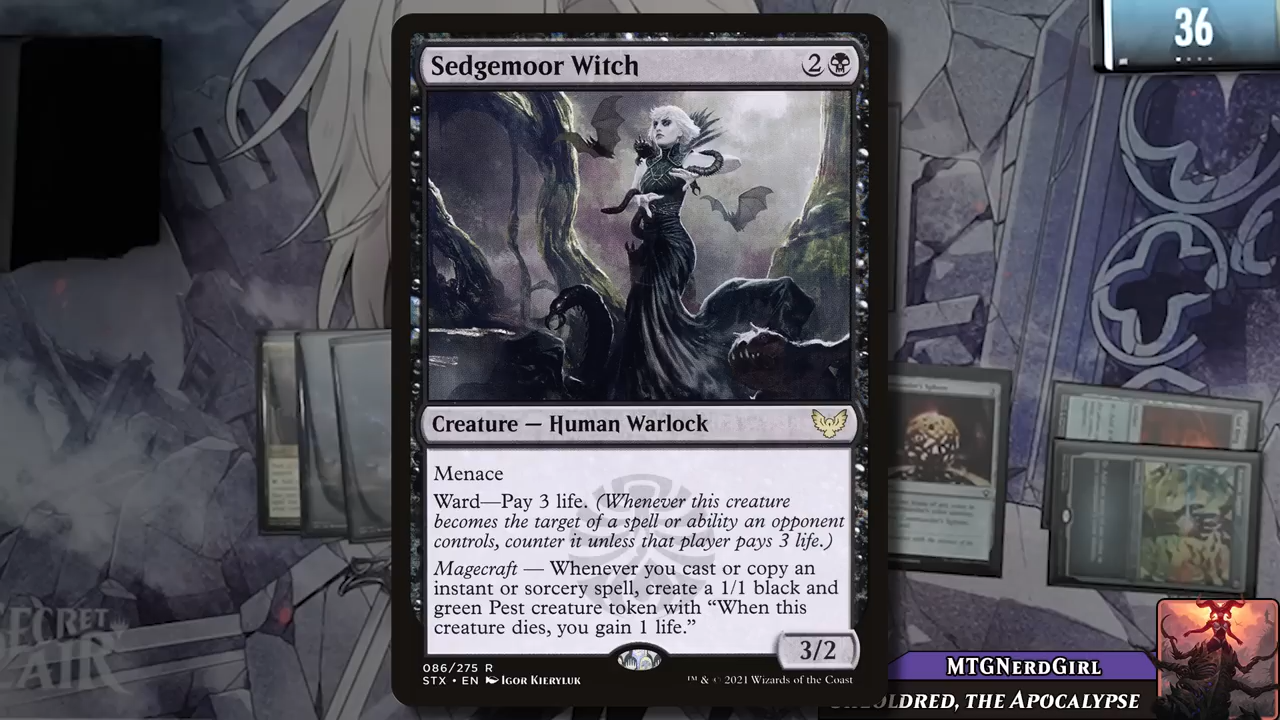 36
Sedgemoor Witch
2
Creature — Human Warlock
Menace
Ward—Pay 3 life. (Whenever this creature
becomes the target of a spell or ability an opponent
controls, counter it unless that player pays 3 life.)
Magecraft — Whenever you cast or copy an
instant or sorcery spell, create a 1/1 black and
green Pest creature token with “When this
creature dies, you gain 1 life.”
3/2
086/275 R
STX • EN Igor Kieryluk
™ & © 2021 Wizards of the Coast
MTGNerdGirl
, the Apocalypse